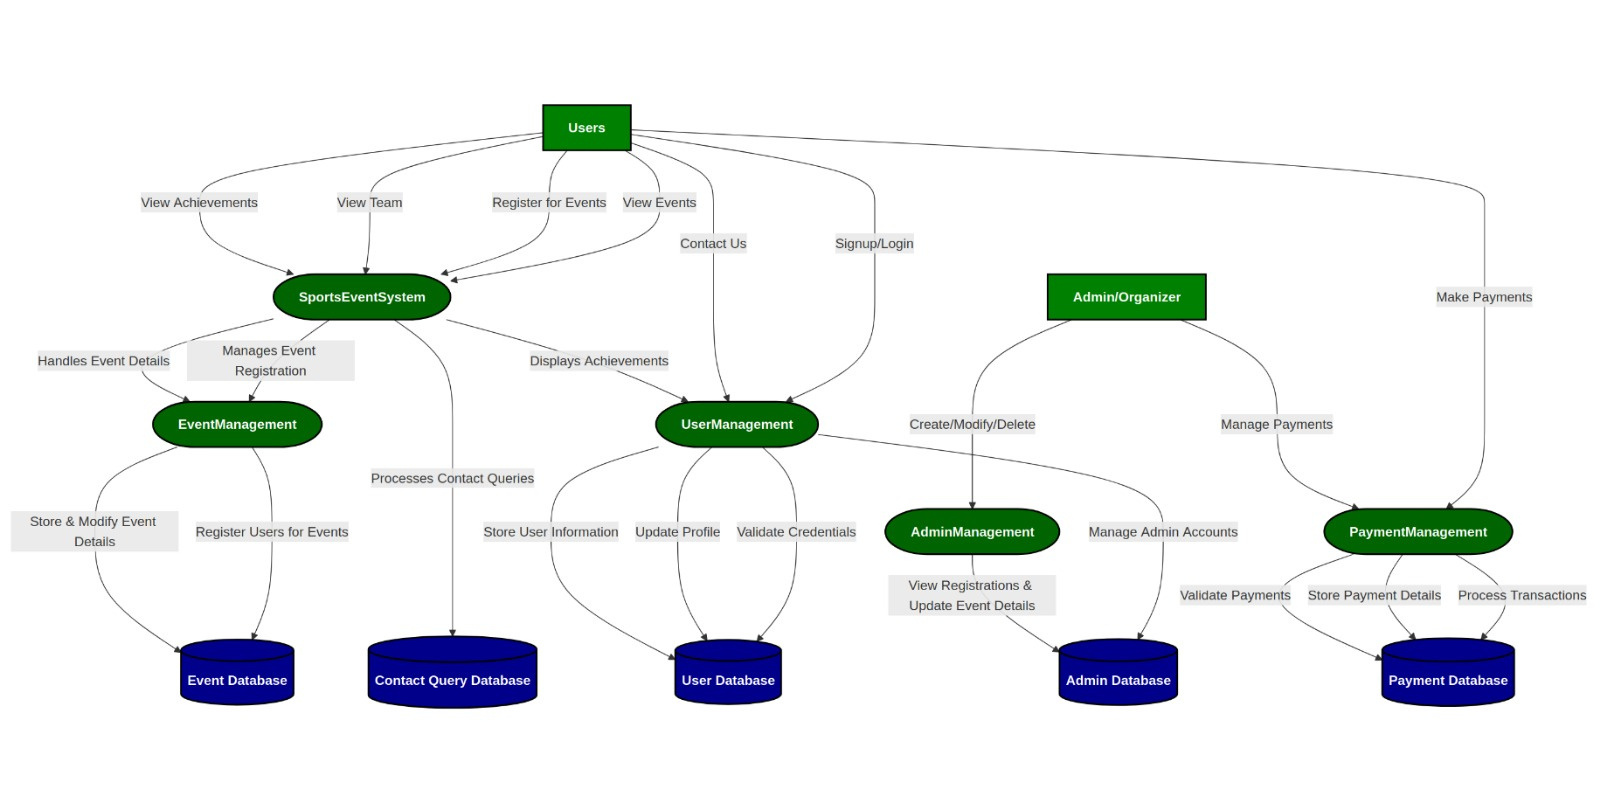 Users
View Achievements
View Team
Register for Events
View Events
Contact Us
Signup/Login
SportsEventSystem
Admin/Organizer
Make Payments
Handles Event Details
Manages Event
Registration
Displays Achievements
EventManagement
UserManagement
Create/Modify/Delete
Manage Payments
Processes Contact Queries
Store & Modify Event
Details
Register Users for Events
Store User Information
Update Profile
Validate Credentials
AdminManagement
Manage Admin Accounts
PaymentManagement
View Registrations &
Update Event Details
Validate Payments
Store Payment Details
Process Transactions
Event Database
Contact Query Database
User Database
Admin Database
Payment Database